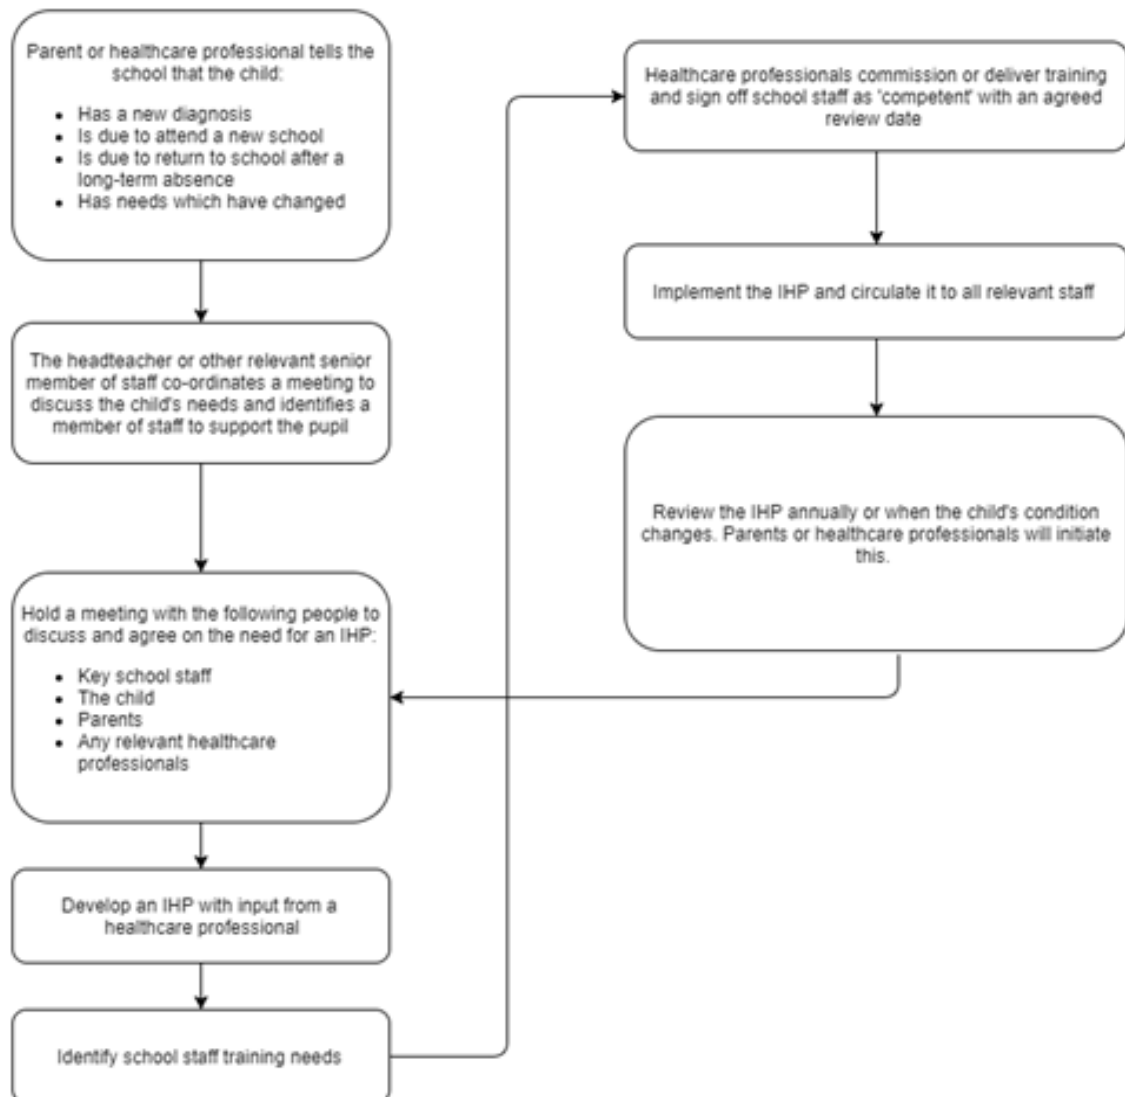 Parent or healthcare professional tells the
school that the child:
• Has a new diagnosis
• Is due to attend a new school
• Is due to return to school after a
long-term absence
• Has needs which have changed
The headteacher or other relevant senior
member of staff co-ordinates a meeting to
discuss the child's needs and identifies a
member of staff to support the pupil
Hold a meeting with the following people to
discuss and agree on the need for an IHP:
• Key school staff
• The child
• Parents
• Any relevant healthcare
professionals
Develop an IHP with input from a
healthcare professional
Identify school staff training needs
Healthcare professionals commission or deliver training
and sign off school staff as 'competent' with an agreed
review date
Implement the IHP and circulate it to all relevant staff
Review the IHP annually or when the child's condition
changes. Parents or healthcare professionals will initiate
this.